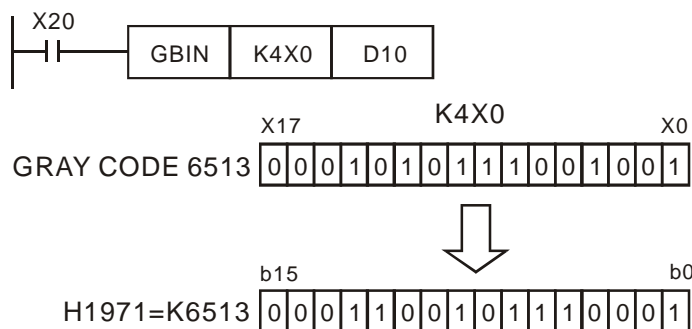 X20
GBIN K4X0 D10
K4X0
X17 X0
GRAY CODE 6513 0 0 0 1 0 1 0 1 1 1 0 0 1 0 0 1
b15 b0
H1971=K6513 0 0 0 1 1 0 0 1 0 1 1 1 0 0 0 1